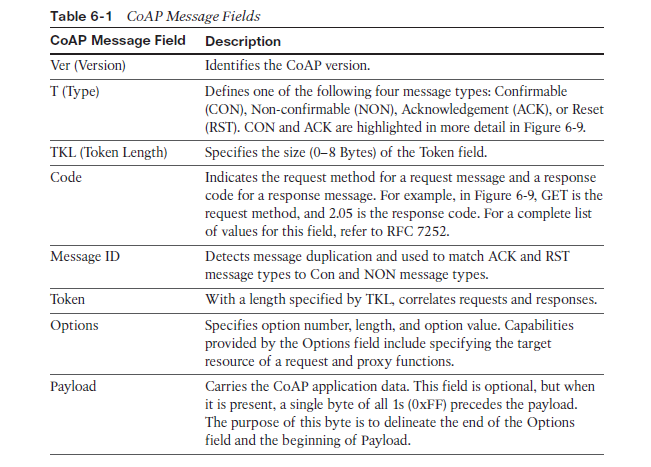 Table 6-1 CoAP Message Fields
CoAP Message Field Description
Ver (Version) Identifies the CoAP version.
T (Type) Defines one of the following four message types: Confirmable
(CON), Non-confirmable (NON), Acknowledgement (ACK), or Reset
(RST). CON and ACK are highlighted in more detail in Figure 6-9.
TKL (Token Length) Specifies the size (0–8 Bytes) of the Token field.
Code Indicates the request method for a request message and a response
code for a response message. For example, in Figure 6-9, GET is the
request method, and 2.05 is the response code. For a complete list
of values for this field, refer to RFC 7252.
Message ID Detects message duplication and used to match ACK and RST
message types to Con and NON message types.
Token With a length specified by TKL, correlates requests and responses.
Options Specifies option number, length, and option value. Capabilities
provided by the Options field include specifying the target
resource of a request and proxy functions.
Payload Carries the CoAP application data. This field is optional, but when
it is present, a single byte of all 1s (0xFF) precedes the payload.
The purpose of this byte is to delineate the end of the Options
field and the beginning of Payload.